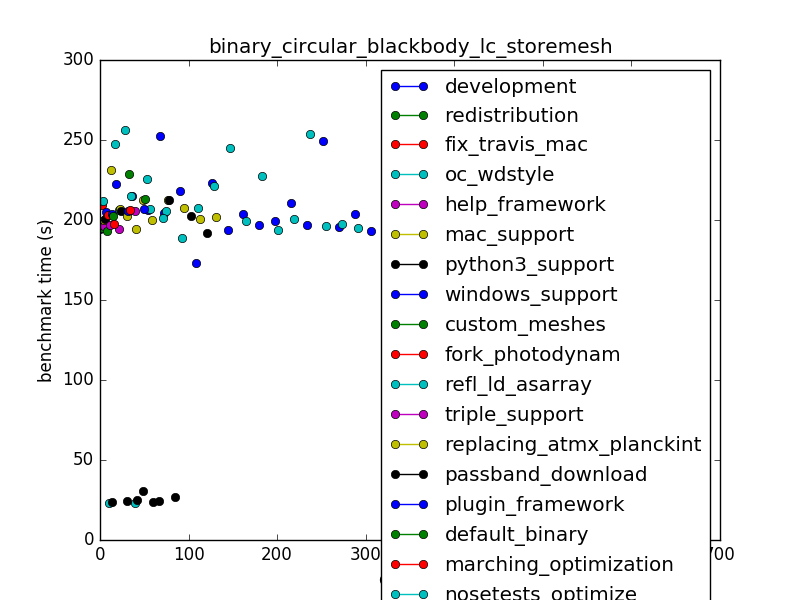 binary_circular_blackbody_lc_storemesh
benchmark time (s)
300
250
200
150
100
50
0
0
100
200
300
700
development
redistribution
fix_travis_mac
oc_wdstyle
help_framework
mac_support
python3_support
windows_support
custom_meshes
fork_photodynam
refl_ld_asarray
triple_support
replacing_atmx_planckint
passband_download
plugin_framework
default_binary
marching_optimization
nosetests_optimize